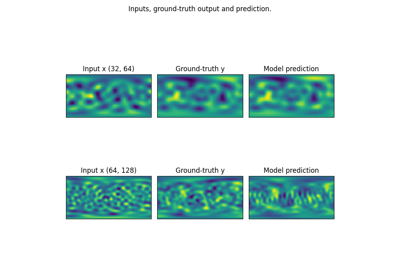 Inputs, ground-truth output and prediction.
Input x (32, 64)
Ground-truth y
Model prediction
Input x (64, 128)
Ground-truth y
Model prediction